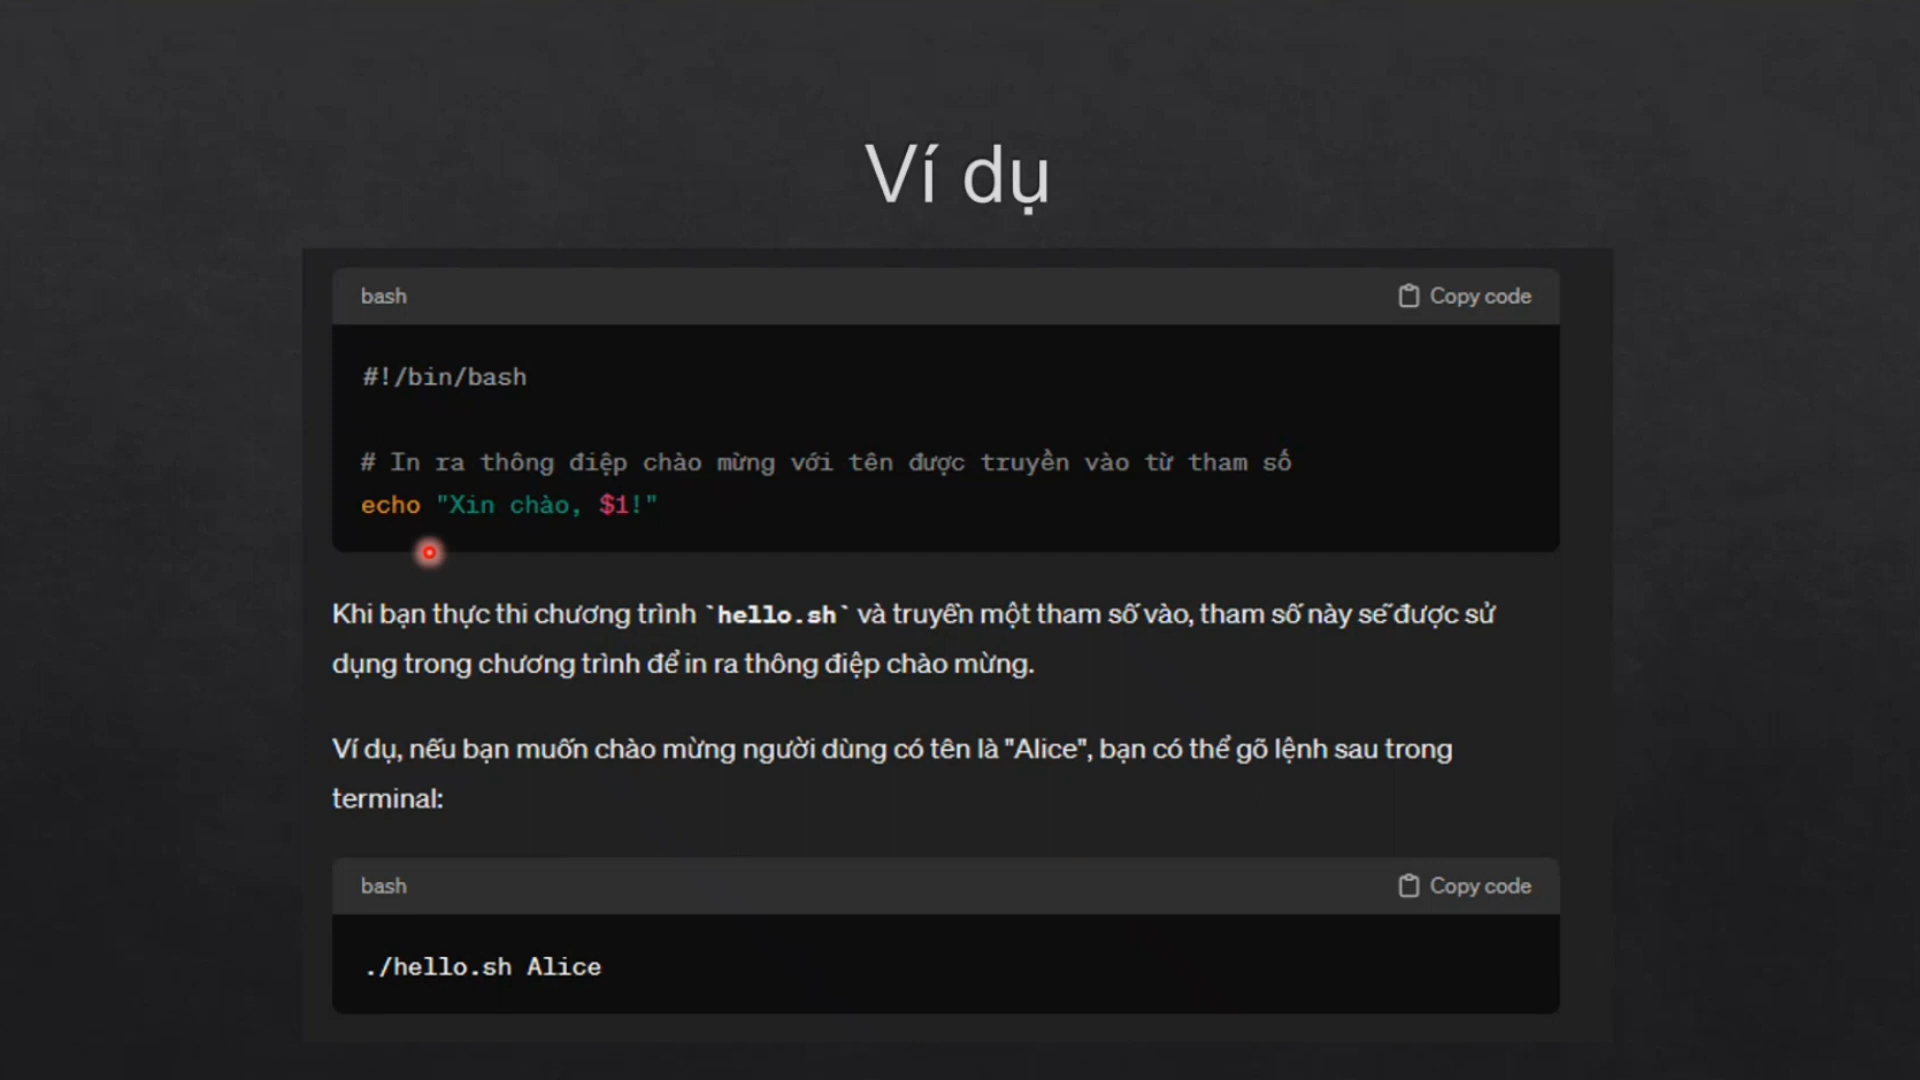 Ví dụ
bash
Copy code
#!/bin/bash
# In ra thông điệp chào mừng với tên được truyền vào từ tham số
echo "Xin chào, $1!"
Khi bạn thực thi chương trình `hello.sh` và truyền một tham số vào, tham số này sẽ được sử
dụng trong chương trình để in ra thông điệp chào mừng.
Ví dụ, nếu bạn muốn chào mừng người dùng có tên là "Alice", bạn có thể gõ lệnh sau trong
terminal:
bash
Copy code
./hello.sh Alice